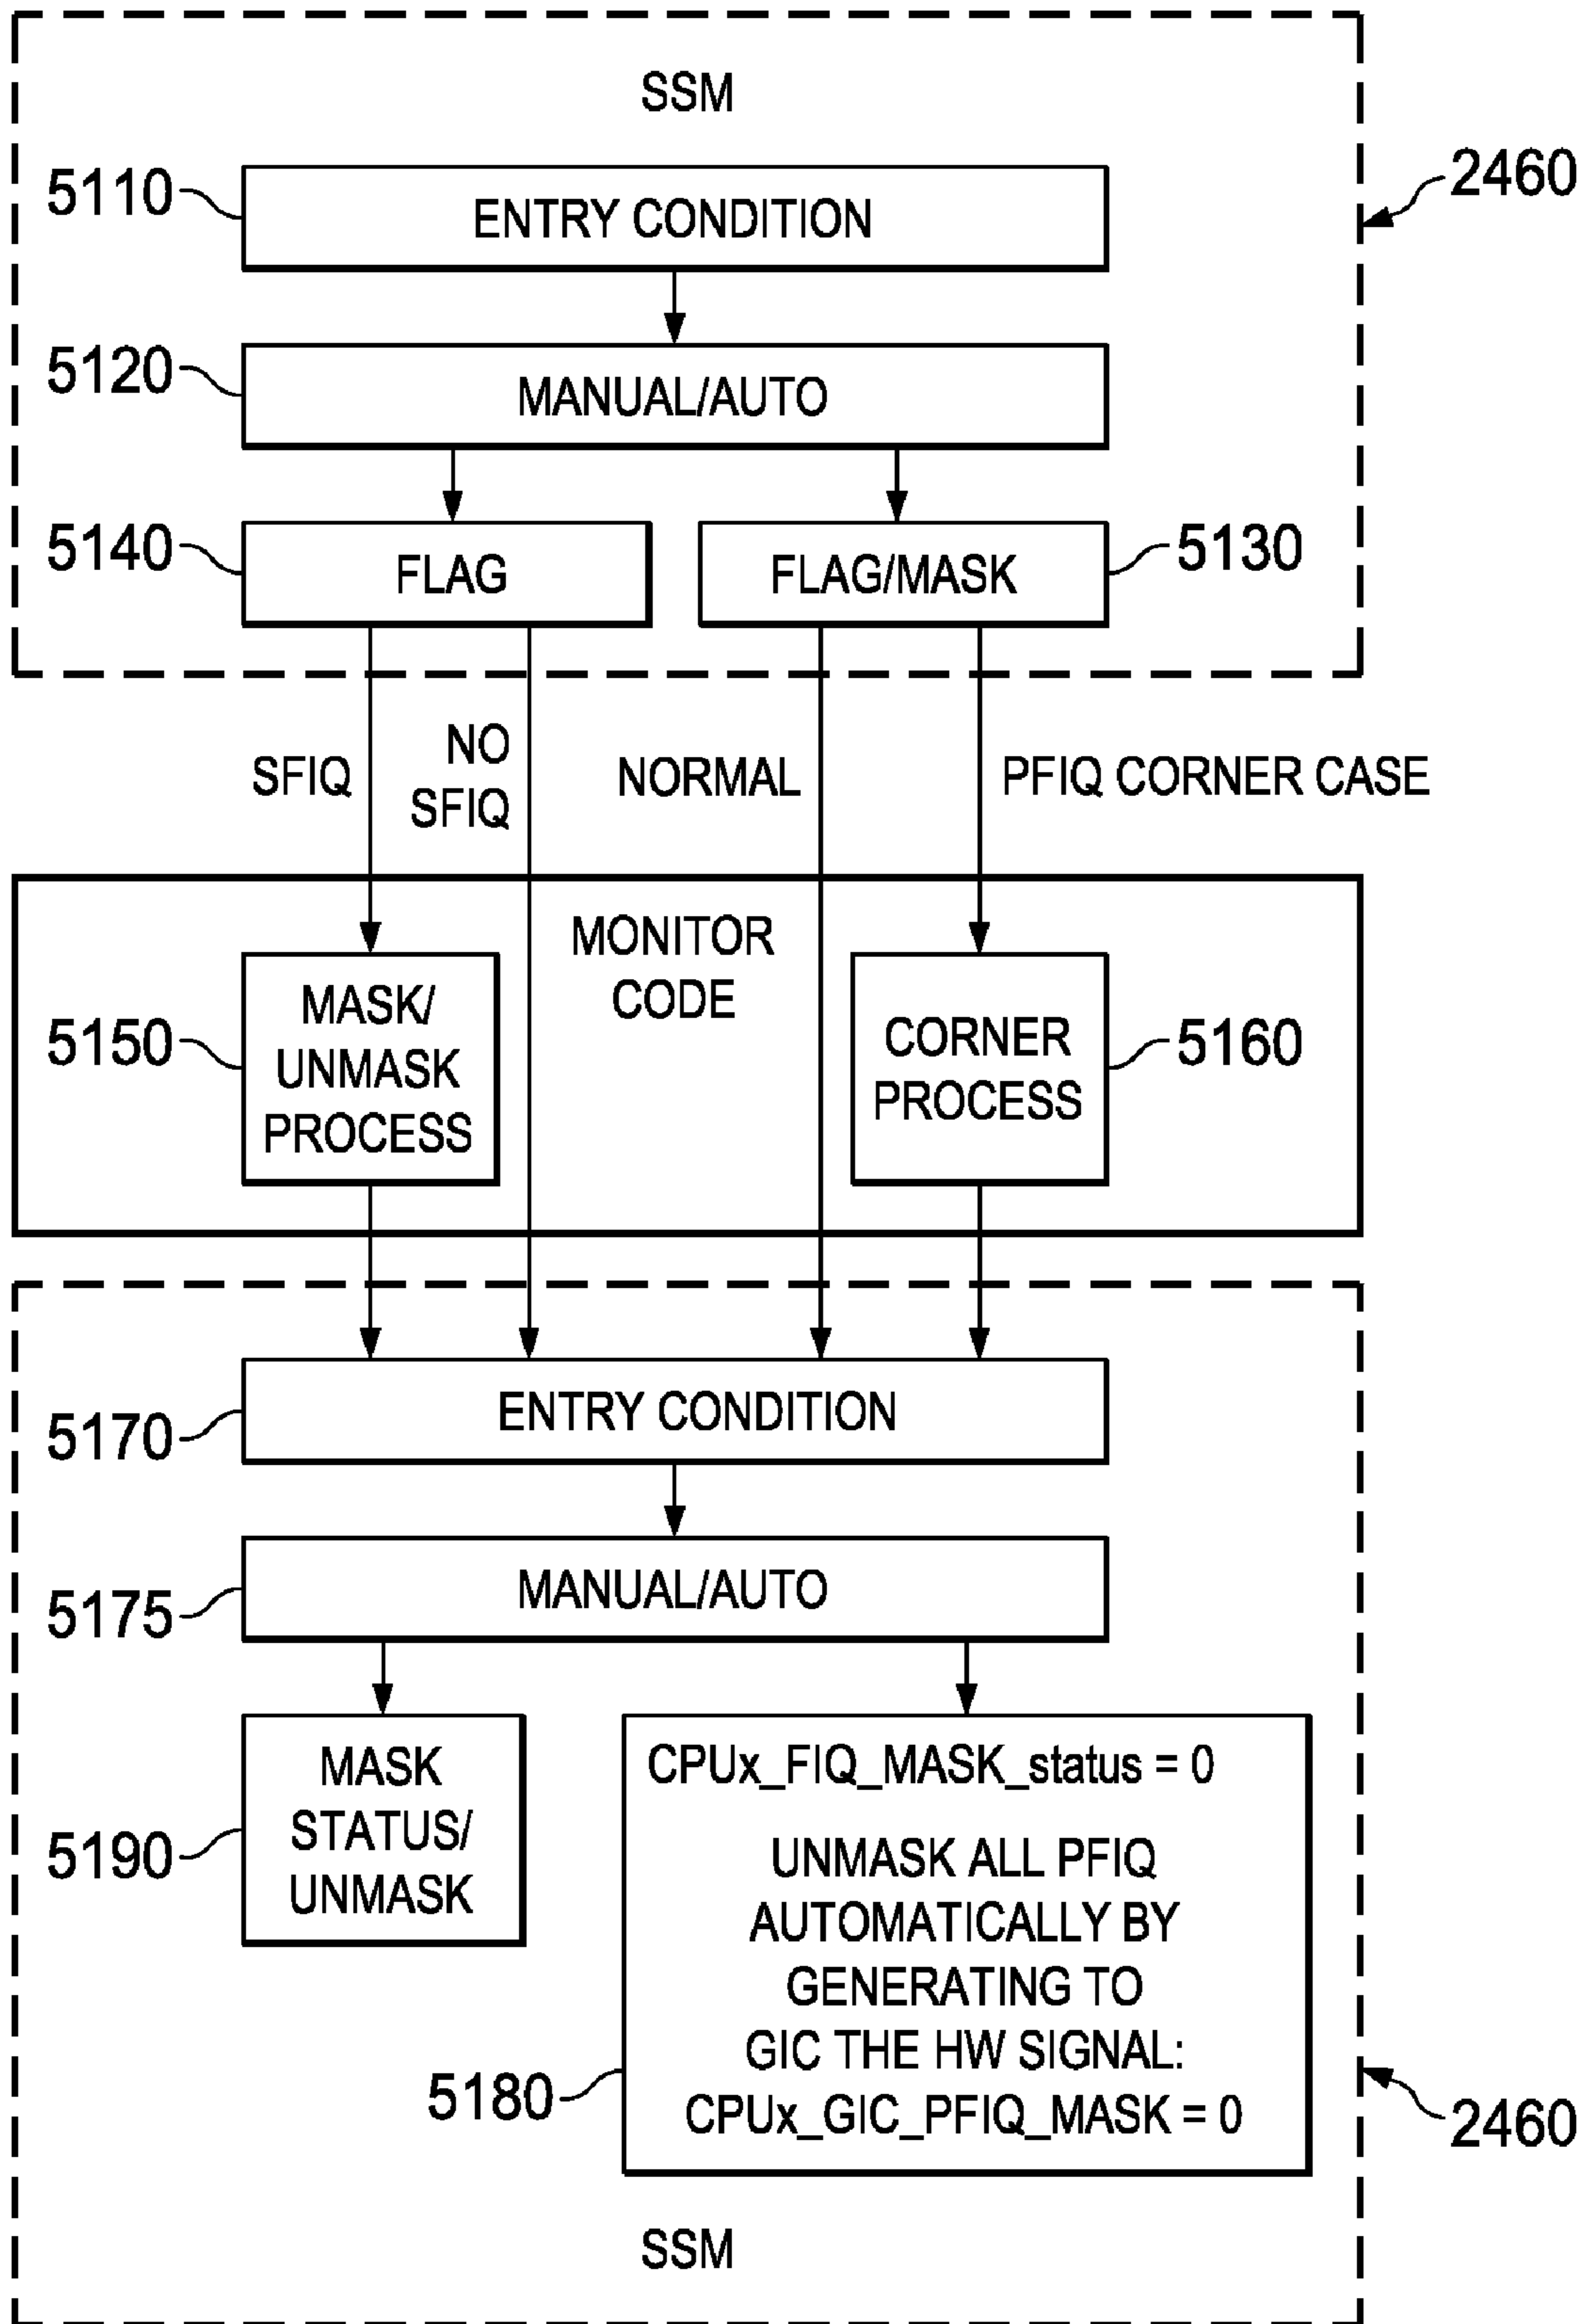 SSM
2460
5110
ENTRY CONDITION
5120
MANUAL/AUTO
5140
FLAG
FLAG/MASK
5130
SFIQ
NO
SFIQ
NORMAL
PFIQ CORNER CASE
MONITOR
CODE
5150
MASK/
UNMASK
PROCESS
CORNER
PROCESS
5160
5170
ENTRY CONDITION
5175
MANUAL/AUTO
5190
MASK
STATUS/
UNMASK
CPUx_FIQ_MASK_status = 0
UNMASK ALL PFIQ
AUTOMATICALLY BY
GENERATING TO
GIC THE HW SIGNAL:
CPUx_GIC_PFIQ_MASK = 0
5180
2460
SSM